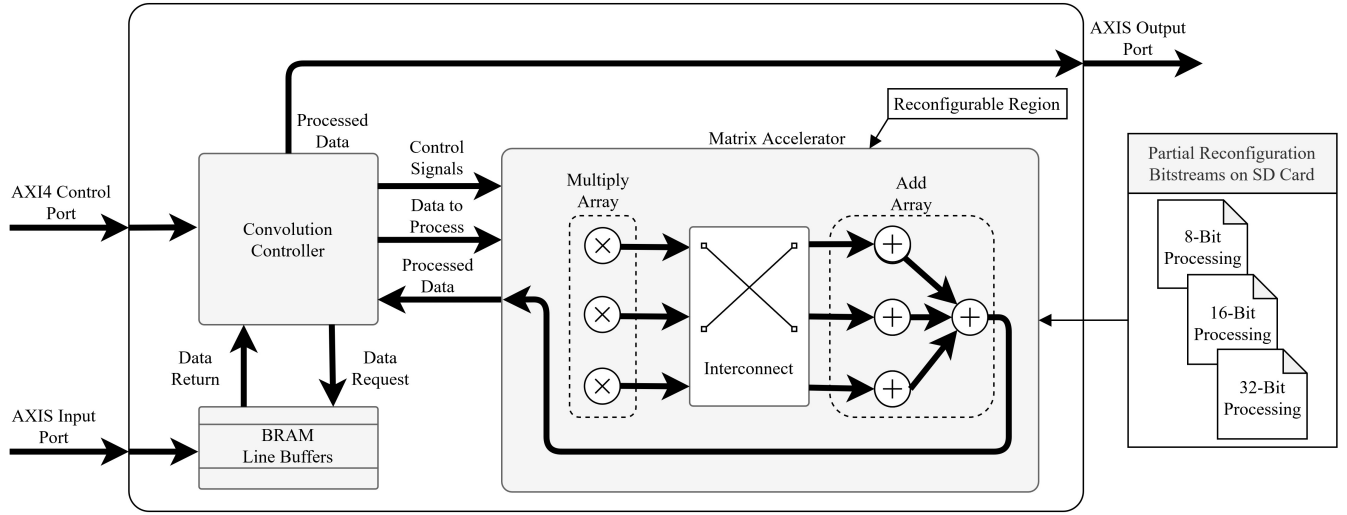 AXIS Output
Port
Reconfigurable Region
Processed
Data
Control
Signals
Matrix Accelerator
Partial Reconfiguration
Bitstreams on SD Card
AXI4 Control
Port
Convolution
Controller
Data to
Process
Processed
Data
Multiply
Array
Add
Array
Interconnect
8-Bit
Processing
16-Bit
Processing
32-Bit
Processing
Data
Return
Data
Request
AXIS Input
Port
BRAM
Line Buffers